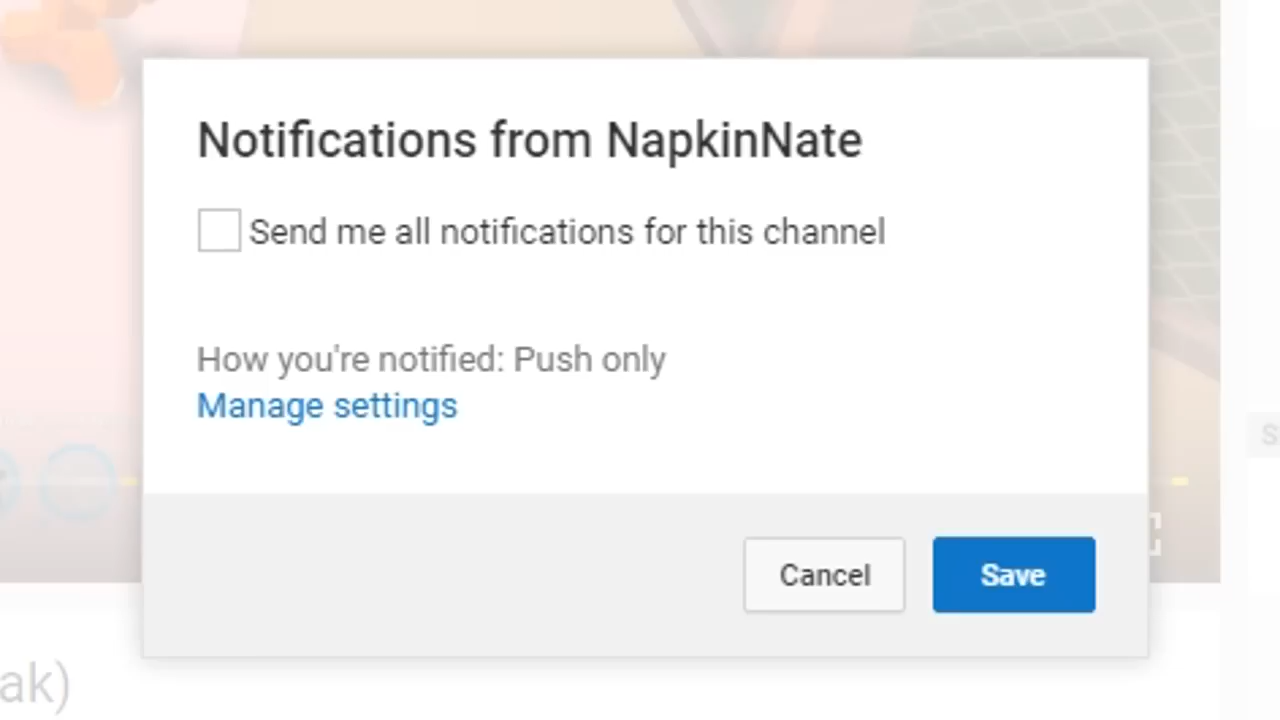 Notifications from NapkinNate
Send me all notifications for this channel
How you're notified: Push only
Manage settings
Cancel
Save
ak)